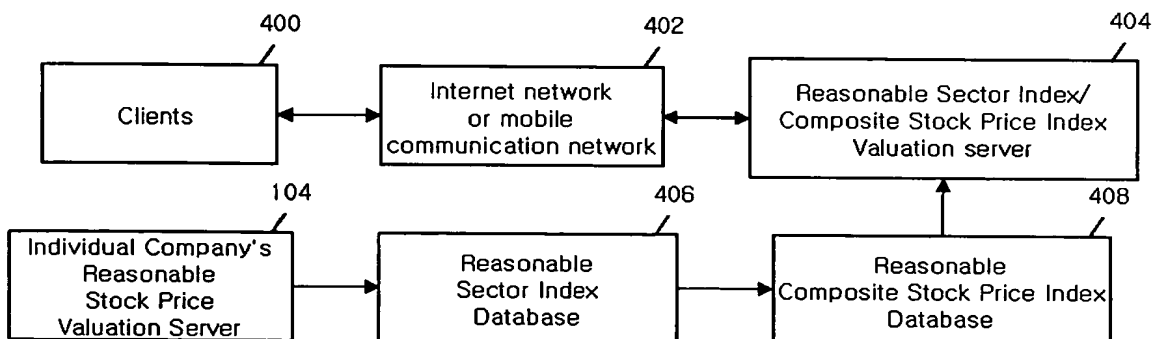 400
402
404
Clients
Internet network
or mobile
communication network
Reasonable Sector Index/
Composite Stock Price Index
Valuation server
104
406
408
Individual Company's
Reasonable
Stock Price
Valuation Server
Reasonable
Sector Index
Database
Reasonable
Composite Stock Price Index
Database